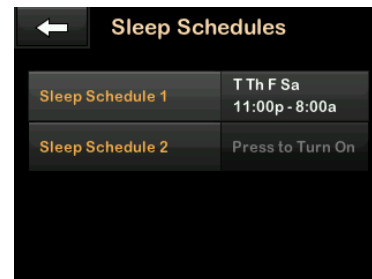 Sleep Schedules
Sleep Schedule 1
T Th F Sa
11:00p - 8:00a
Sleep Schedule 2
Press to Turn On